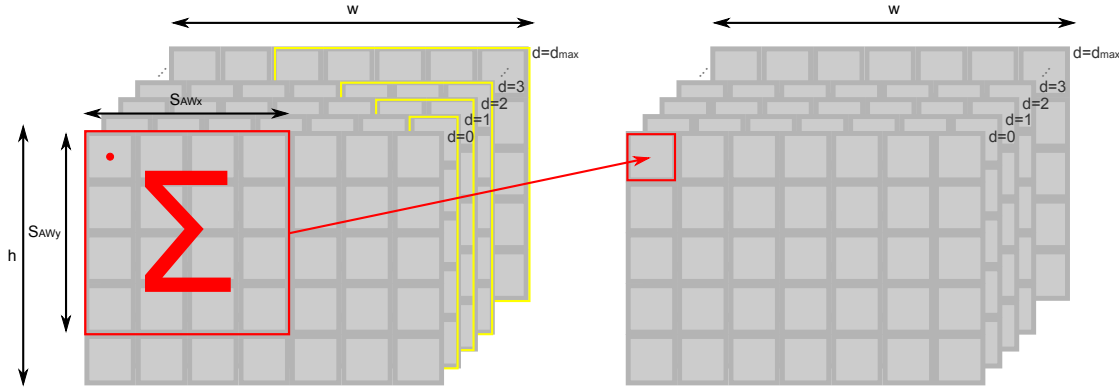 w
w
d=dmax
d=dmax
d=3
d=3
SAWx
d=2
d=2
d=1
d=1
d=0
d=0
Σ
SAWy
h